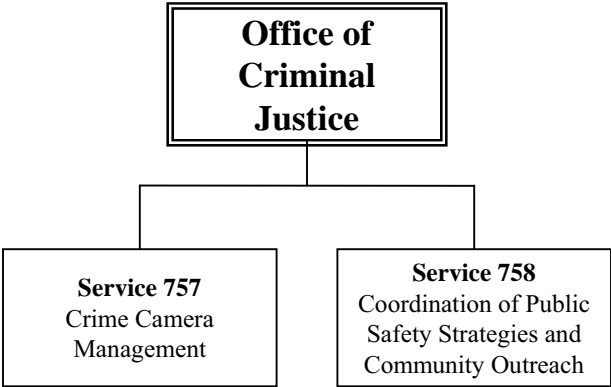 Office of
Criminal
Justice
Service 757
Crime Camera
Management
Service 758
Coordination of Public
Safety Strategies and
Community Outreach